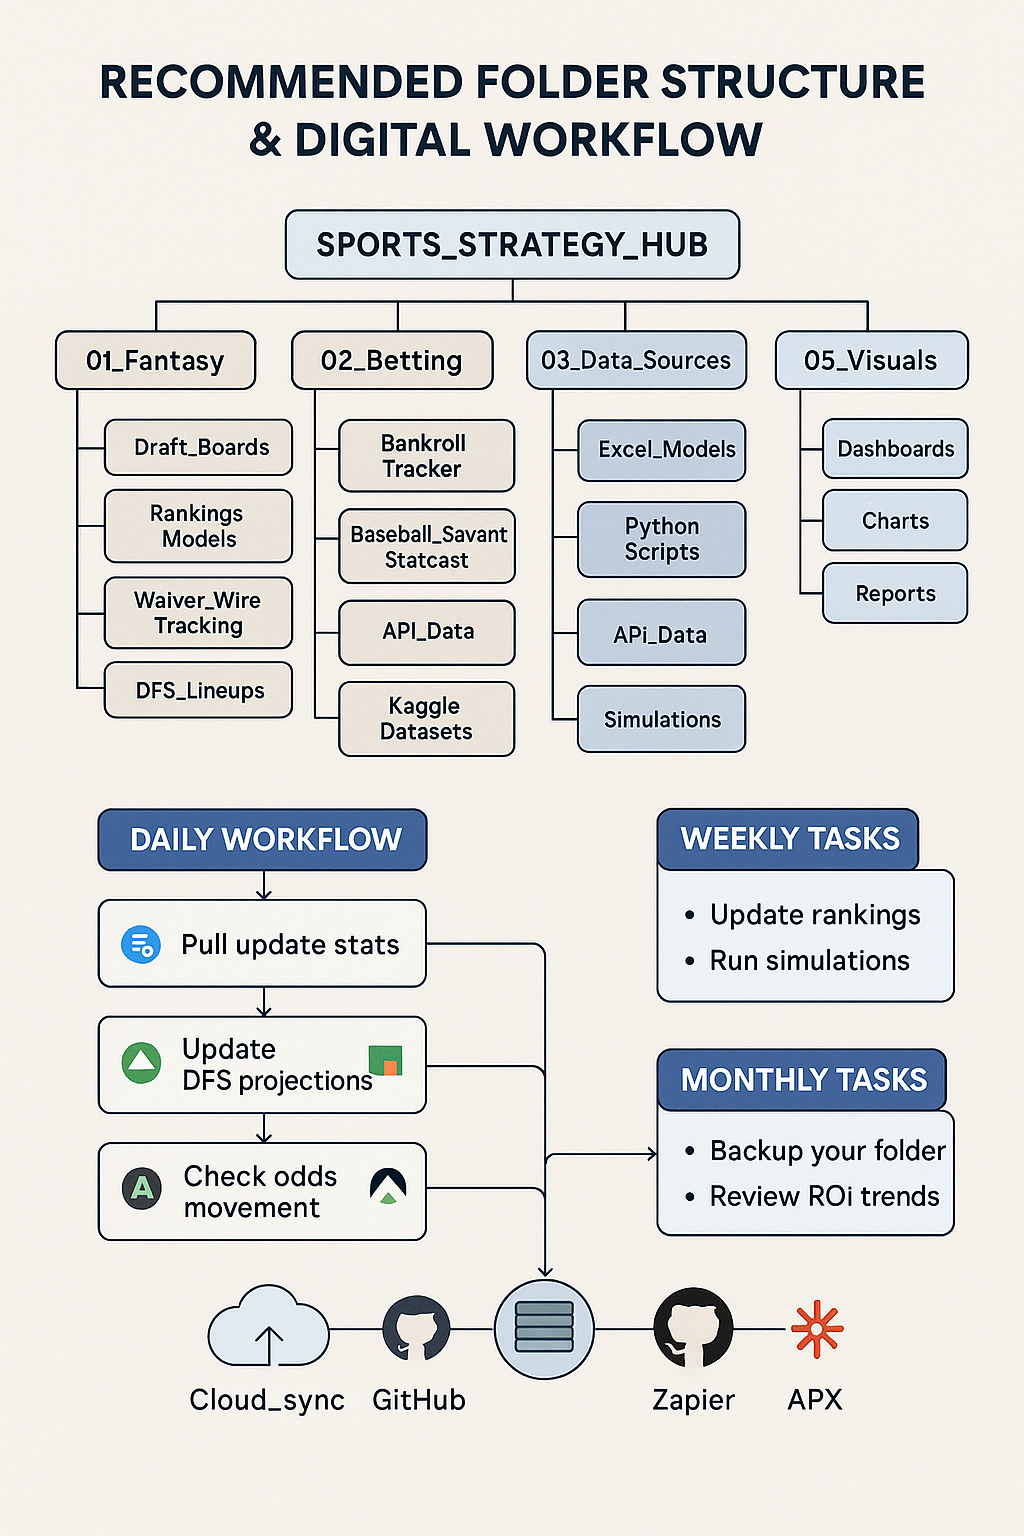 RECOMMENDED FOLDER STRUCTURE
& DIGITAL WORKFLOW
SPORTS_STRATEGY_HUB
01_Fantasy
Draft_Boards
Rankings
Models
Waiver_Wire
Tracking
DFS_Lineups
02_Betting
Bankroll
Tracker
Baseball_Savant
Statcast
API_Data
Kaggle
Datasets
03_Data_Sources
Excel_Models
Python
Scripts
APi_Data
Simulations
05_Visuals
Dashboards
Charts
Reports
DAILY WORKFLOW
Pull update stats
Update
DFS projections
A
Check odds
movement
WEEKLY TASKS
• Update rankings
• Run simulations
MONTHLY TASKS
• Backup your folder
• Review ROi trends
Cloud_sync
GitHub
Zapier
APX